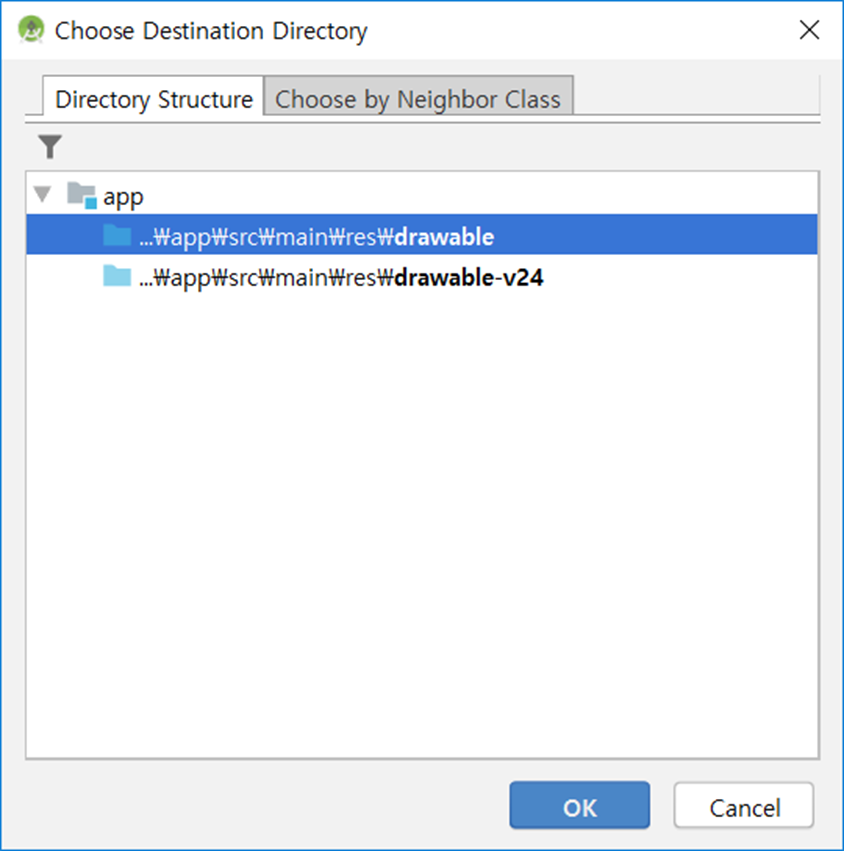 Choose Destination Directory
Directory Structure
Choose by Neighbor Class
app
...₩app₩src₩main₩res₩drawable
...₩app₩src₩main₩res₩drawable-v24
OK
Cancel